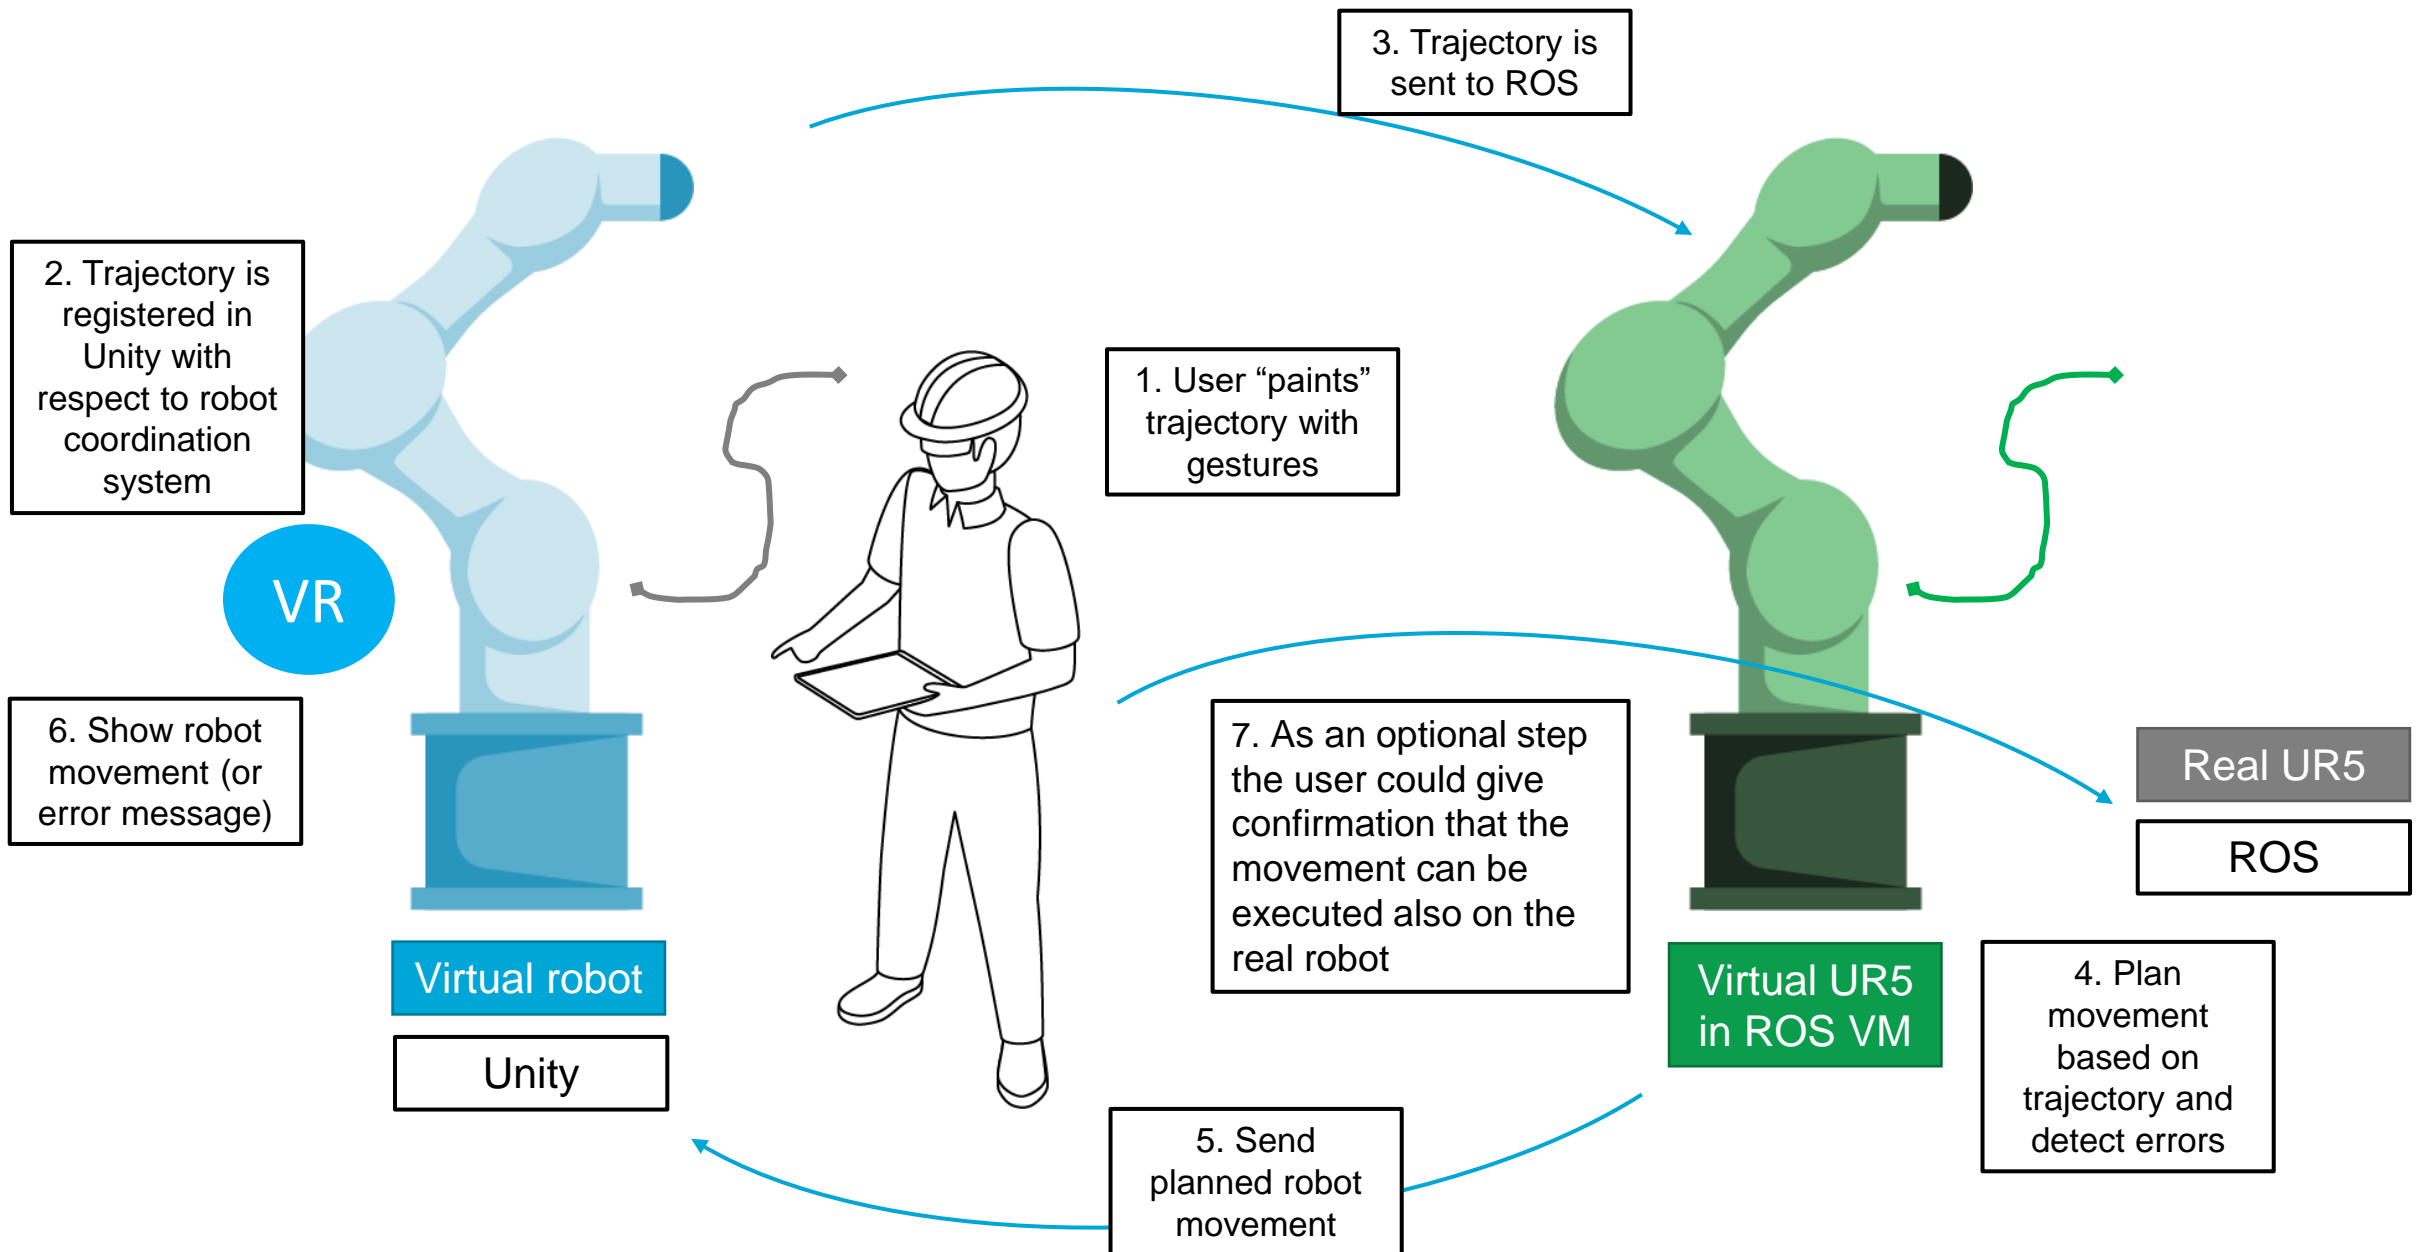 3. Trajectory is
sent to ROS
2. Trajectory is
registered in
Unity with
respect to robot
coordination
system
1. User “paints”
trajectory with
gestures
VR
6. Show robot
movement (or
error message)
7. As an optional step
the user could give
confirmation that the
movement can be
executed also on the
real robot
Real UR5
ROS
Virtual robot
Unity
Virtual UR5
in ROS VM
4. Plan
movement
based on
trajectory and
detect errors
5. Send
planned robot
movement